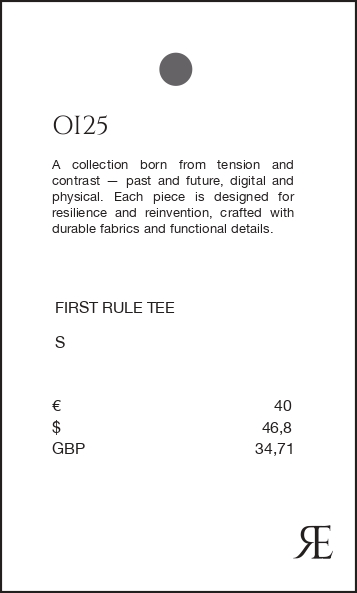 OI25
A collection born from tension and
contrast — past and future, digital and
physical. Each piece is designed for
resilience and reinvention, crafted with
durable fabrics and functional details.
FIRST RULE TEE
S
€ 40
$ 46,8
GBP 34,71
RE